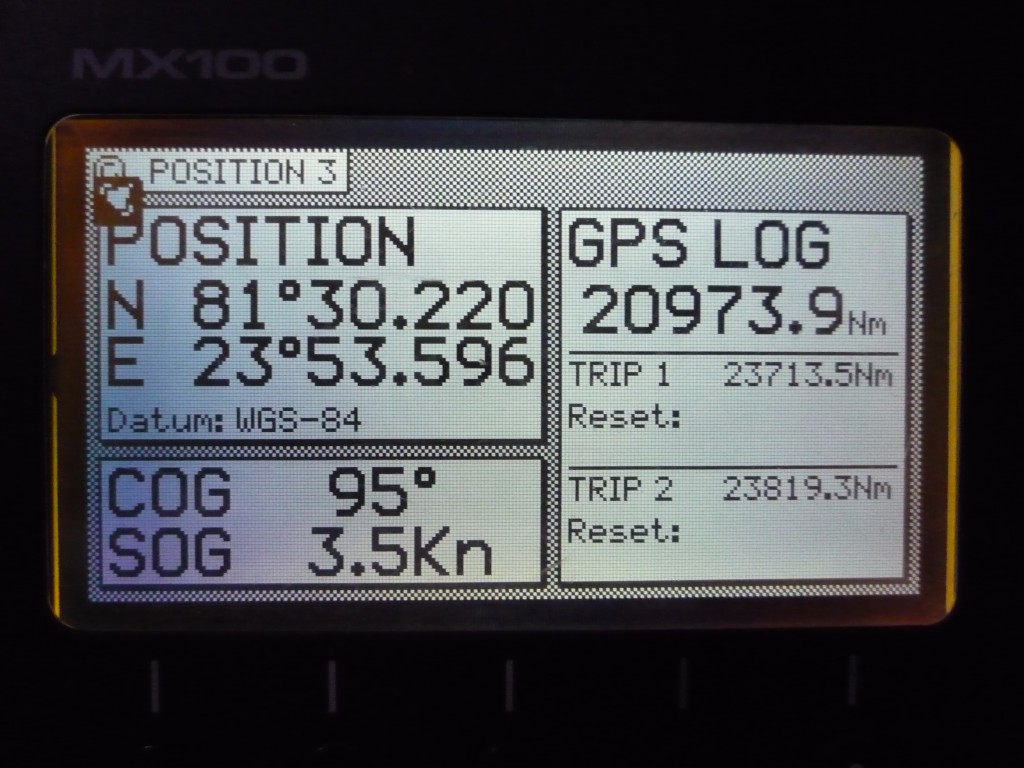 MX100
POSITION 3
POSITION
N 81°30.220
E 23°53.596
Datum: WGS-84
COG 95°
SOG 3.5Kn
GPS LOG
20973.9Nm
TRIP 1 23713.5Nm
Reset:
TRIP 2 23819.3Nm
Reset: